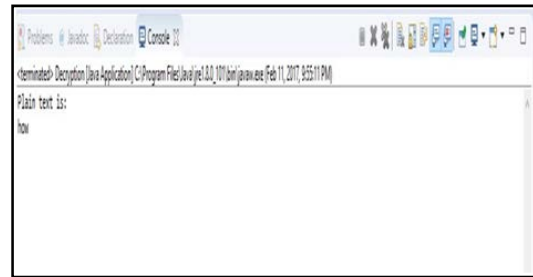 Problems @ Javadoc Declaration Console
<terminated> Decryption [Java Application] C:\Program Files\Java\jre1.8.0_101\bin\javaw.exe (Feb 11, 2017, 9:55:11 PM)
Plain text is:
how